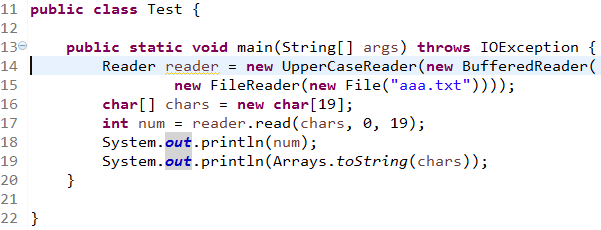 11 public class Test {
12
13 public static void main(String[] args) throws IOException {
14 Reader reader = new UpperCaseReader(new BufferedReader(
15 new FileReader(new File("aaa.txt"))));
16 char[] chars = new char[19];
17 int num = reader.read(chars, 0, 19);
18 System.out.println(num);
19 System.out.println(Arrays.toString(chars));
20 }
21
22 }